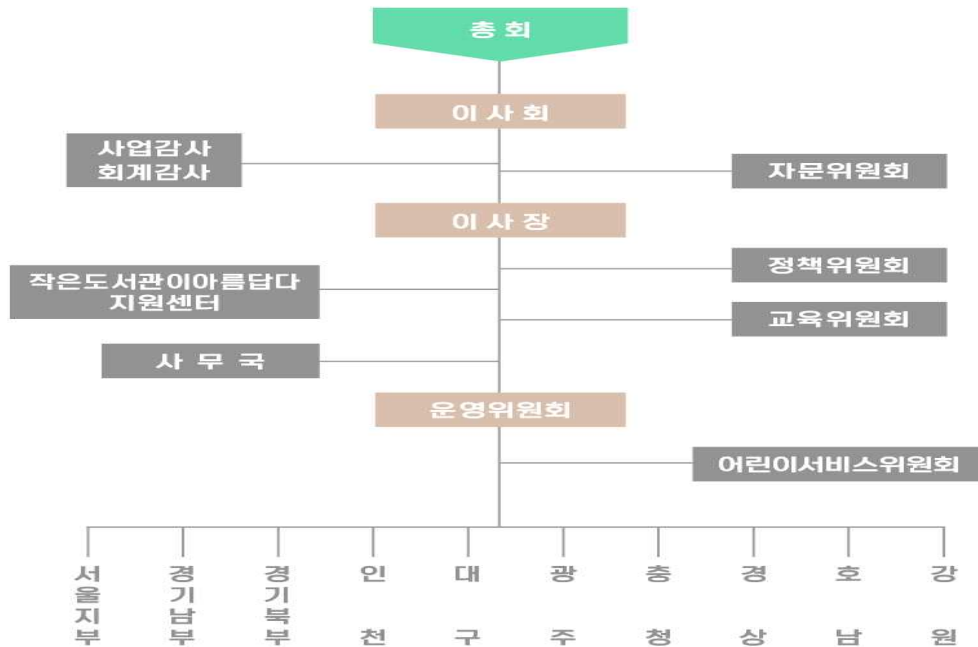 총 회
이 사 회
사업감사
회계감사
자문위원회
이 사 장
정책위원회
작은도서관이아름답다
지원센터
교육위원회
사 무 국
운영위원회
어린이서비스위원회
서울지부
경기남부
경기북부
인천
대구
광주
충청
경상
호남
강원